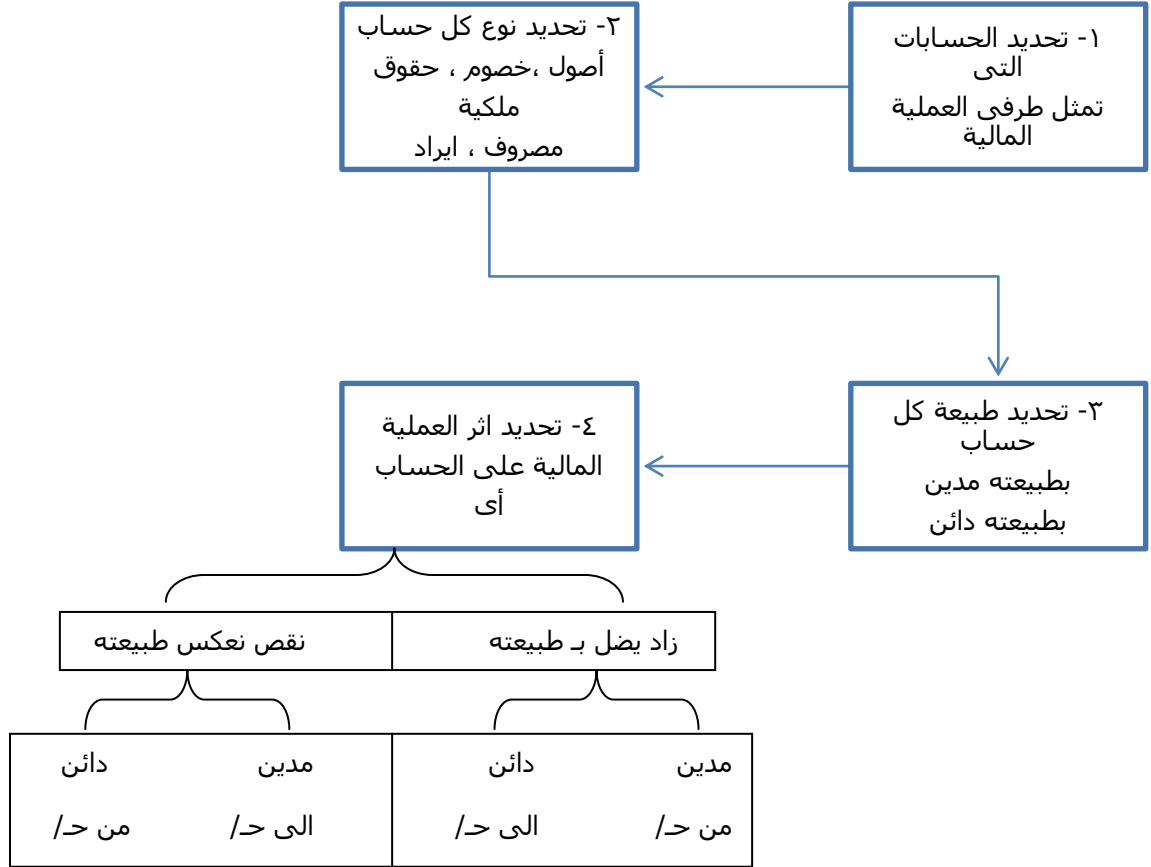 ١- تحديد الحسابات
التى
تمثل طرفى العملية
المالية
٢- تحديد نوع كل حساب
أصول ،خصوم ، حقوق
ملكية
مصروف ، ايراد
٣- تحديد طبيعة كل
حساب
بطبيعته مدين
بطبيعته دائن
٤- تحديد اثر العملية
المالية على الحساب
أى
زاد يضل بـ طبيعته
نقص نعكس طبيعته
مدين دائن مدين دائن
من حـ/ الى حـ/ الى حـ/ من حـ/